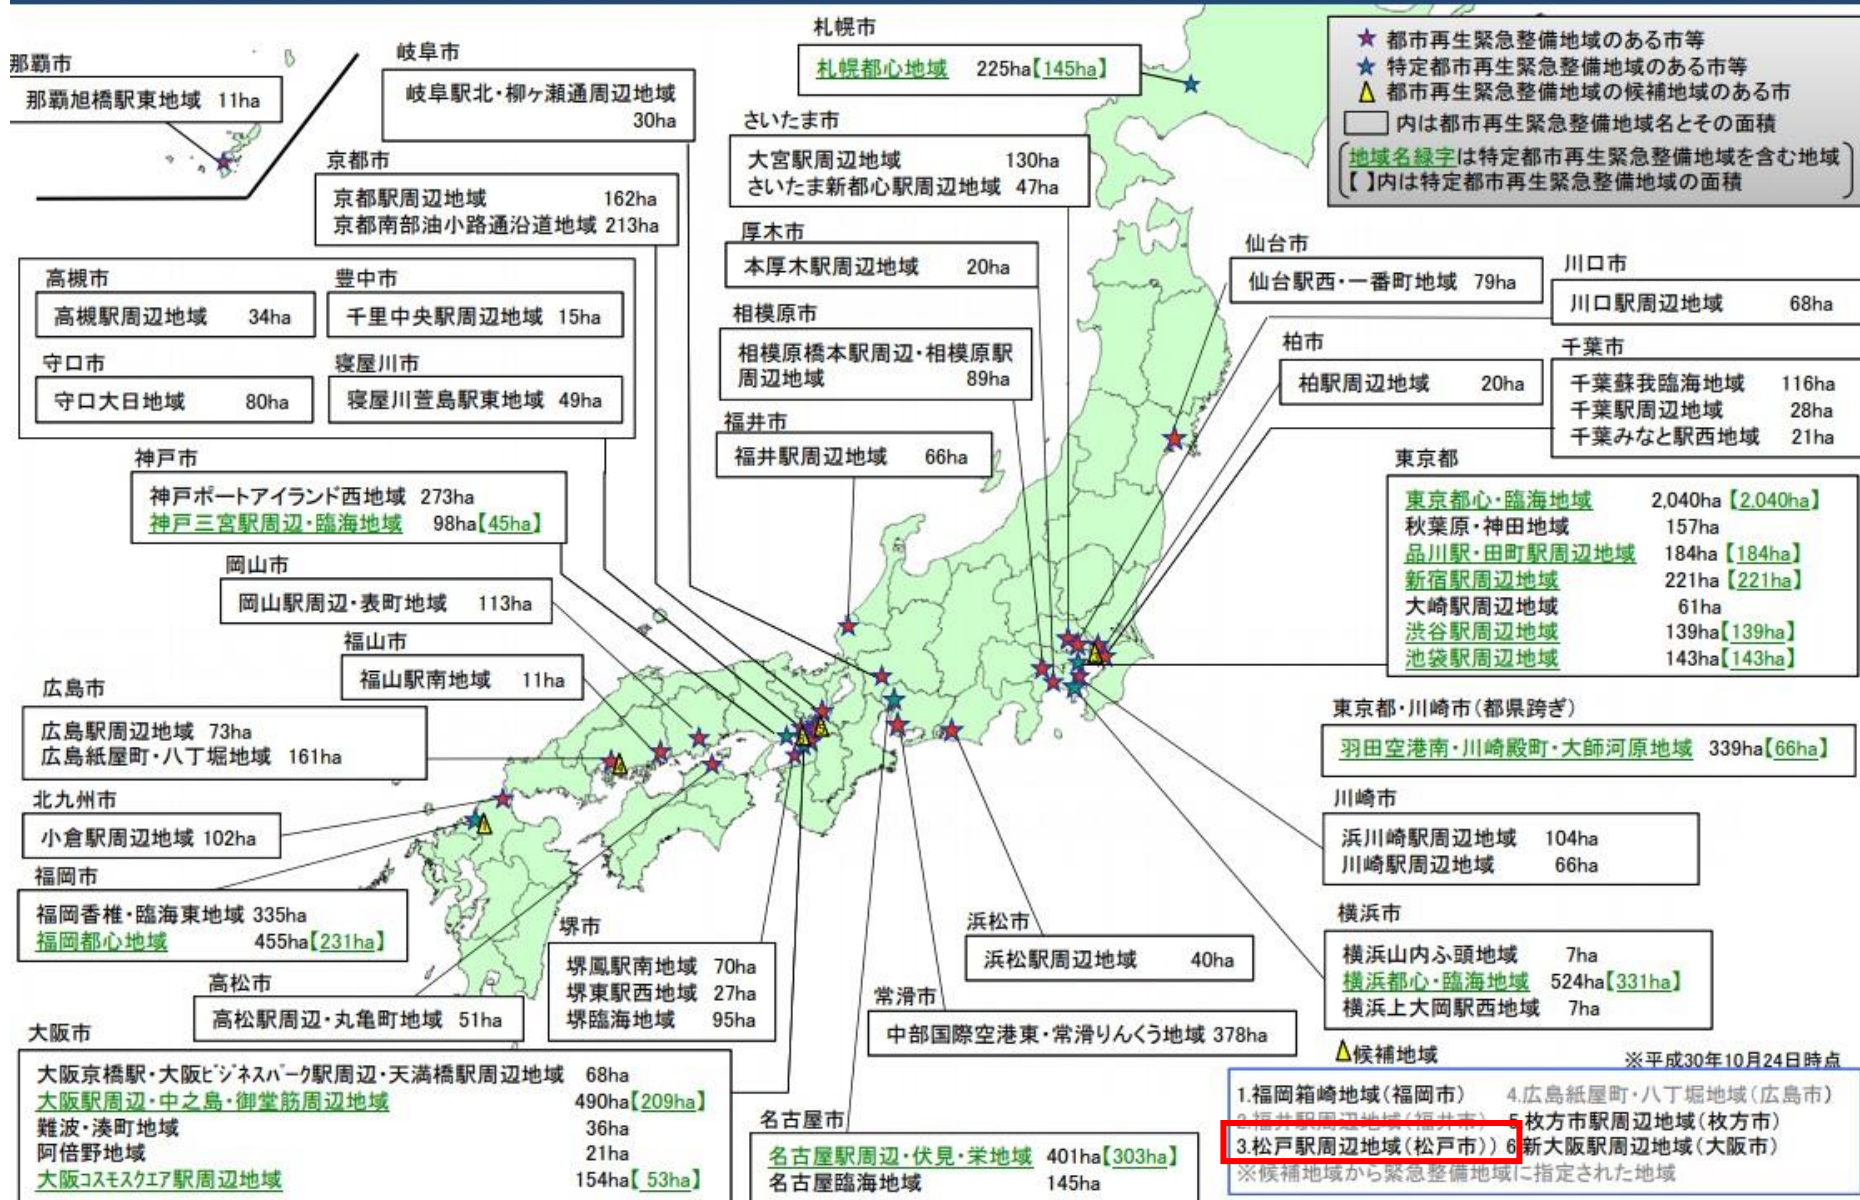 那覇市
那覇旭橋駅東地域 11ha
岐阜市
岐阜駅北・柳ヶ瀬通周辺地域
30ha
京都市
京都駅周辺地域 162ha
京都南部油小路通沿道地域 213ha
高槻市
高槻駅周辺地域 34ha
豊中市
千里中央駅周辺地域 15ha
守口市
守口大日地域 80ha
寝屋川市
寝屋川萱島駅東地域 49ha
神戸市
神戸ポートアイランド西地域 273ha
神戸三宮駅周辺・臨海地域 98ha【45ha】
岡山市
岡山駅周辺・表町地域 113ha
福山市
福山駅南地域 11ha
広島市
広島駅周辺地域 73ha
広島紙屋町・八丁堀地域 161ha
北九州市
小倉駅周辺地域 102ha
福岡市
福岡香椎・臨海東地域 335ha
福岡都心地域 455ha【231ha】
高松市
高松駅周辺・丸亀町地域 51ha
大阪市
大阪京橋駅・大阪ビジネスパーク駅周辺・天満橋駅周辺地域 68ha
大阪駅周辺・中之島・御堂筋周辺地域 490ha【209ha】
難波・湊町地域 36ha
阿倍野地域 21ha
大阪コスモスクエア駅周辺地域 154ha【 53ha】
堺市
堺鳳駅南地域 70ha
堺東駅西地域 27ha
堺臨海地域 95ha
名古屋市
名古屋駅周辺・伏見・栄地域 401ha【303ha】
名古屋臨海地域 145ha
常滑市
中部国際空港東・常滑りんくう地域 378ha
浜松市
浜松駅周辺地域 40ha
札幌市
札幌都心地域 225ha【145ha】
さいたま市
大宮駅周辺地域 130ha
さいたま新都心駅周辺地域 47ha
厚木市
本厚木駅周辺地域 20ha
相模原市
相模原橋本駅周辺・相模原駅
周辺地域 89ha
福井市
福井駅周辺地域 66ha
★ 都市再生緊急整備地域のある市等
★ 特定都市再生緊急整備地域のある市等
都市再生緊急整備地域の候補地域のある市
内は都市再生緊急整備地域名とその面積
地域名緑字は特定都市再生緊急整備地域を含む地域
【 】内は特定都市再生緊急整備地域の面積
仙台市
仙台駅西・一番町地域 79ha
川口市
川口駅周辺地域 68ha
柏市
柏駅周辺地域 20ha
千葉市
千葉蘇我臨海地域 116ha
千葉駅周辺地域 28ha
千葉みなと駅西地域 21ha
東京都
東京都心・臨海地域 2,040ha【2,040ha】
秋葉原・神田地域 157ha
品川駅・田町駅周辺地域 184ha【184ha】
新宿駅周辺地域 221ha【221ha】
大崎駅周辺地域 61ha
渋谷駅周辺地域 139ha【139ha】
池袋駅周辺地域 143ha【143ha】
東京都・川崎市（都県跨ぎ）
羽田空港南・川崎殿町・大師河原地域 339ha【66ha】
川崎市
浜川崎駅周辺地域 104ha
川崎駅周辺地域 66ha
横浜市
横浜山内ふ頭地域 7ha
横浜都心・臨海地域 524ha【331ha】
横浜上大岡駅西地域 7ha
候補地域
※平成30年10月24日時点
1.福岡箱崎地域（福岡市） 4.広島紙屋町・八丁堀地域（広島市）
2.福井駅周辺地域（福井市） 5.枚方市駅周辺地域（枚方市）
3.松戸駅周辺地域（松戸市）） 6新大阪駅周辺地域（大阪市）
※候補地域から緊急整備地域に指定された地域